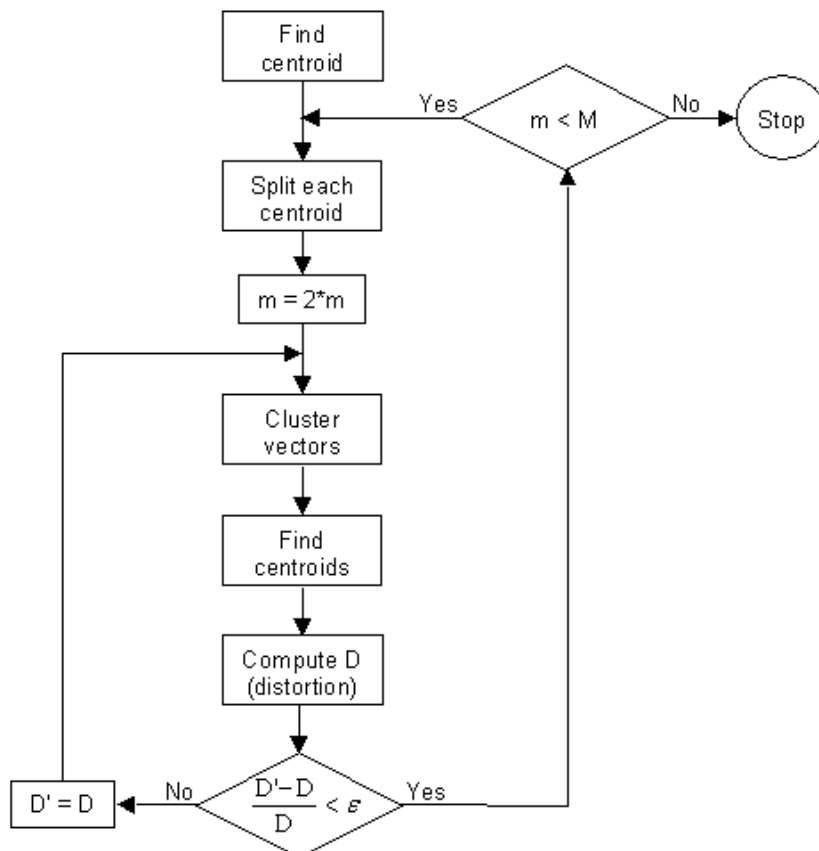 Find
centroid
Yes
m < M
No
Stop
Split each
centroid
m = 2*m
Cluster
vectors
Find
centroids
Compute D
(distortion)
D' = D
No
D'-D
D
< ε
Yes